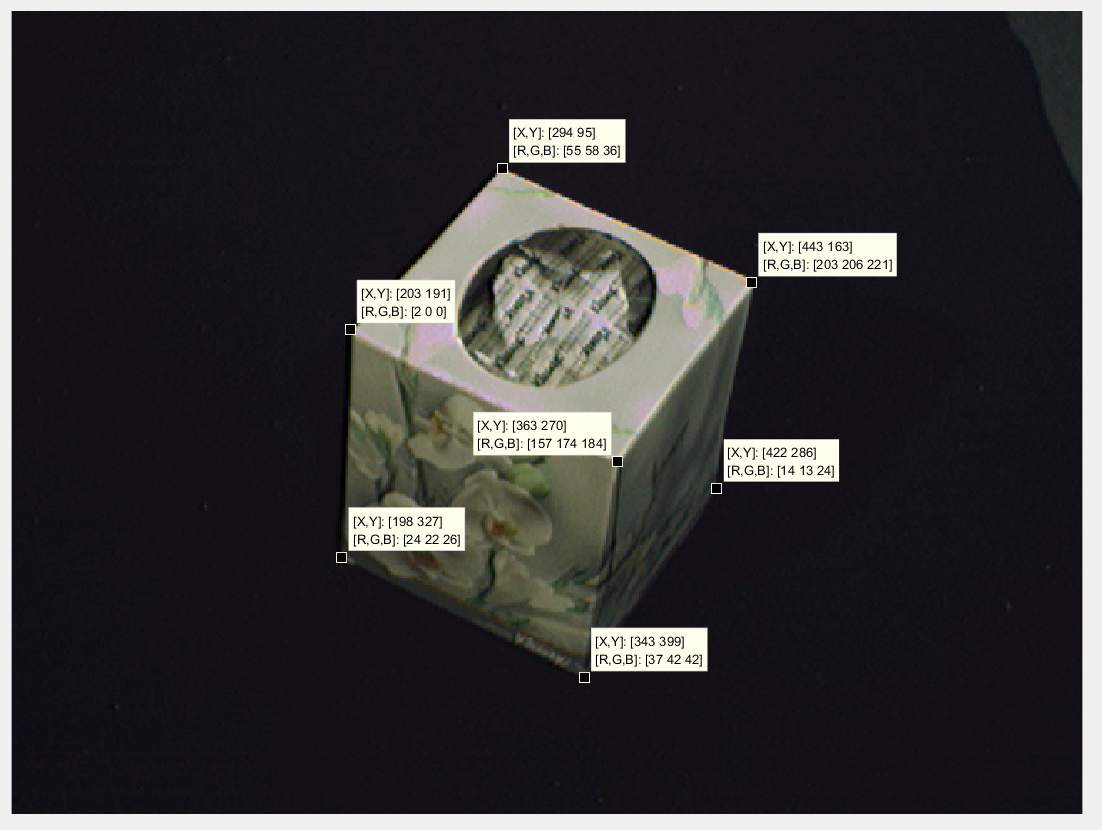 [X,Y]: [294 95]
[R,G,B]: [55 58 36]
[X,Y]: [443 163]
[R,G,B]: [203 206 221]
[X,Y]: [203 191]
[R,G,B]: [2 0 0]
[X,Y]: [363 270]
[R,G,B]: [157 174 184]
[X,Y]: [422 286]
[R,G,B]: [14 13 24]
[X,Y]: [198 327]
[R,G,B]: [24 22 26]
[X,Y]: [343 399]
[R,G,B]: [37 42 42]